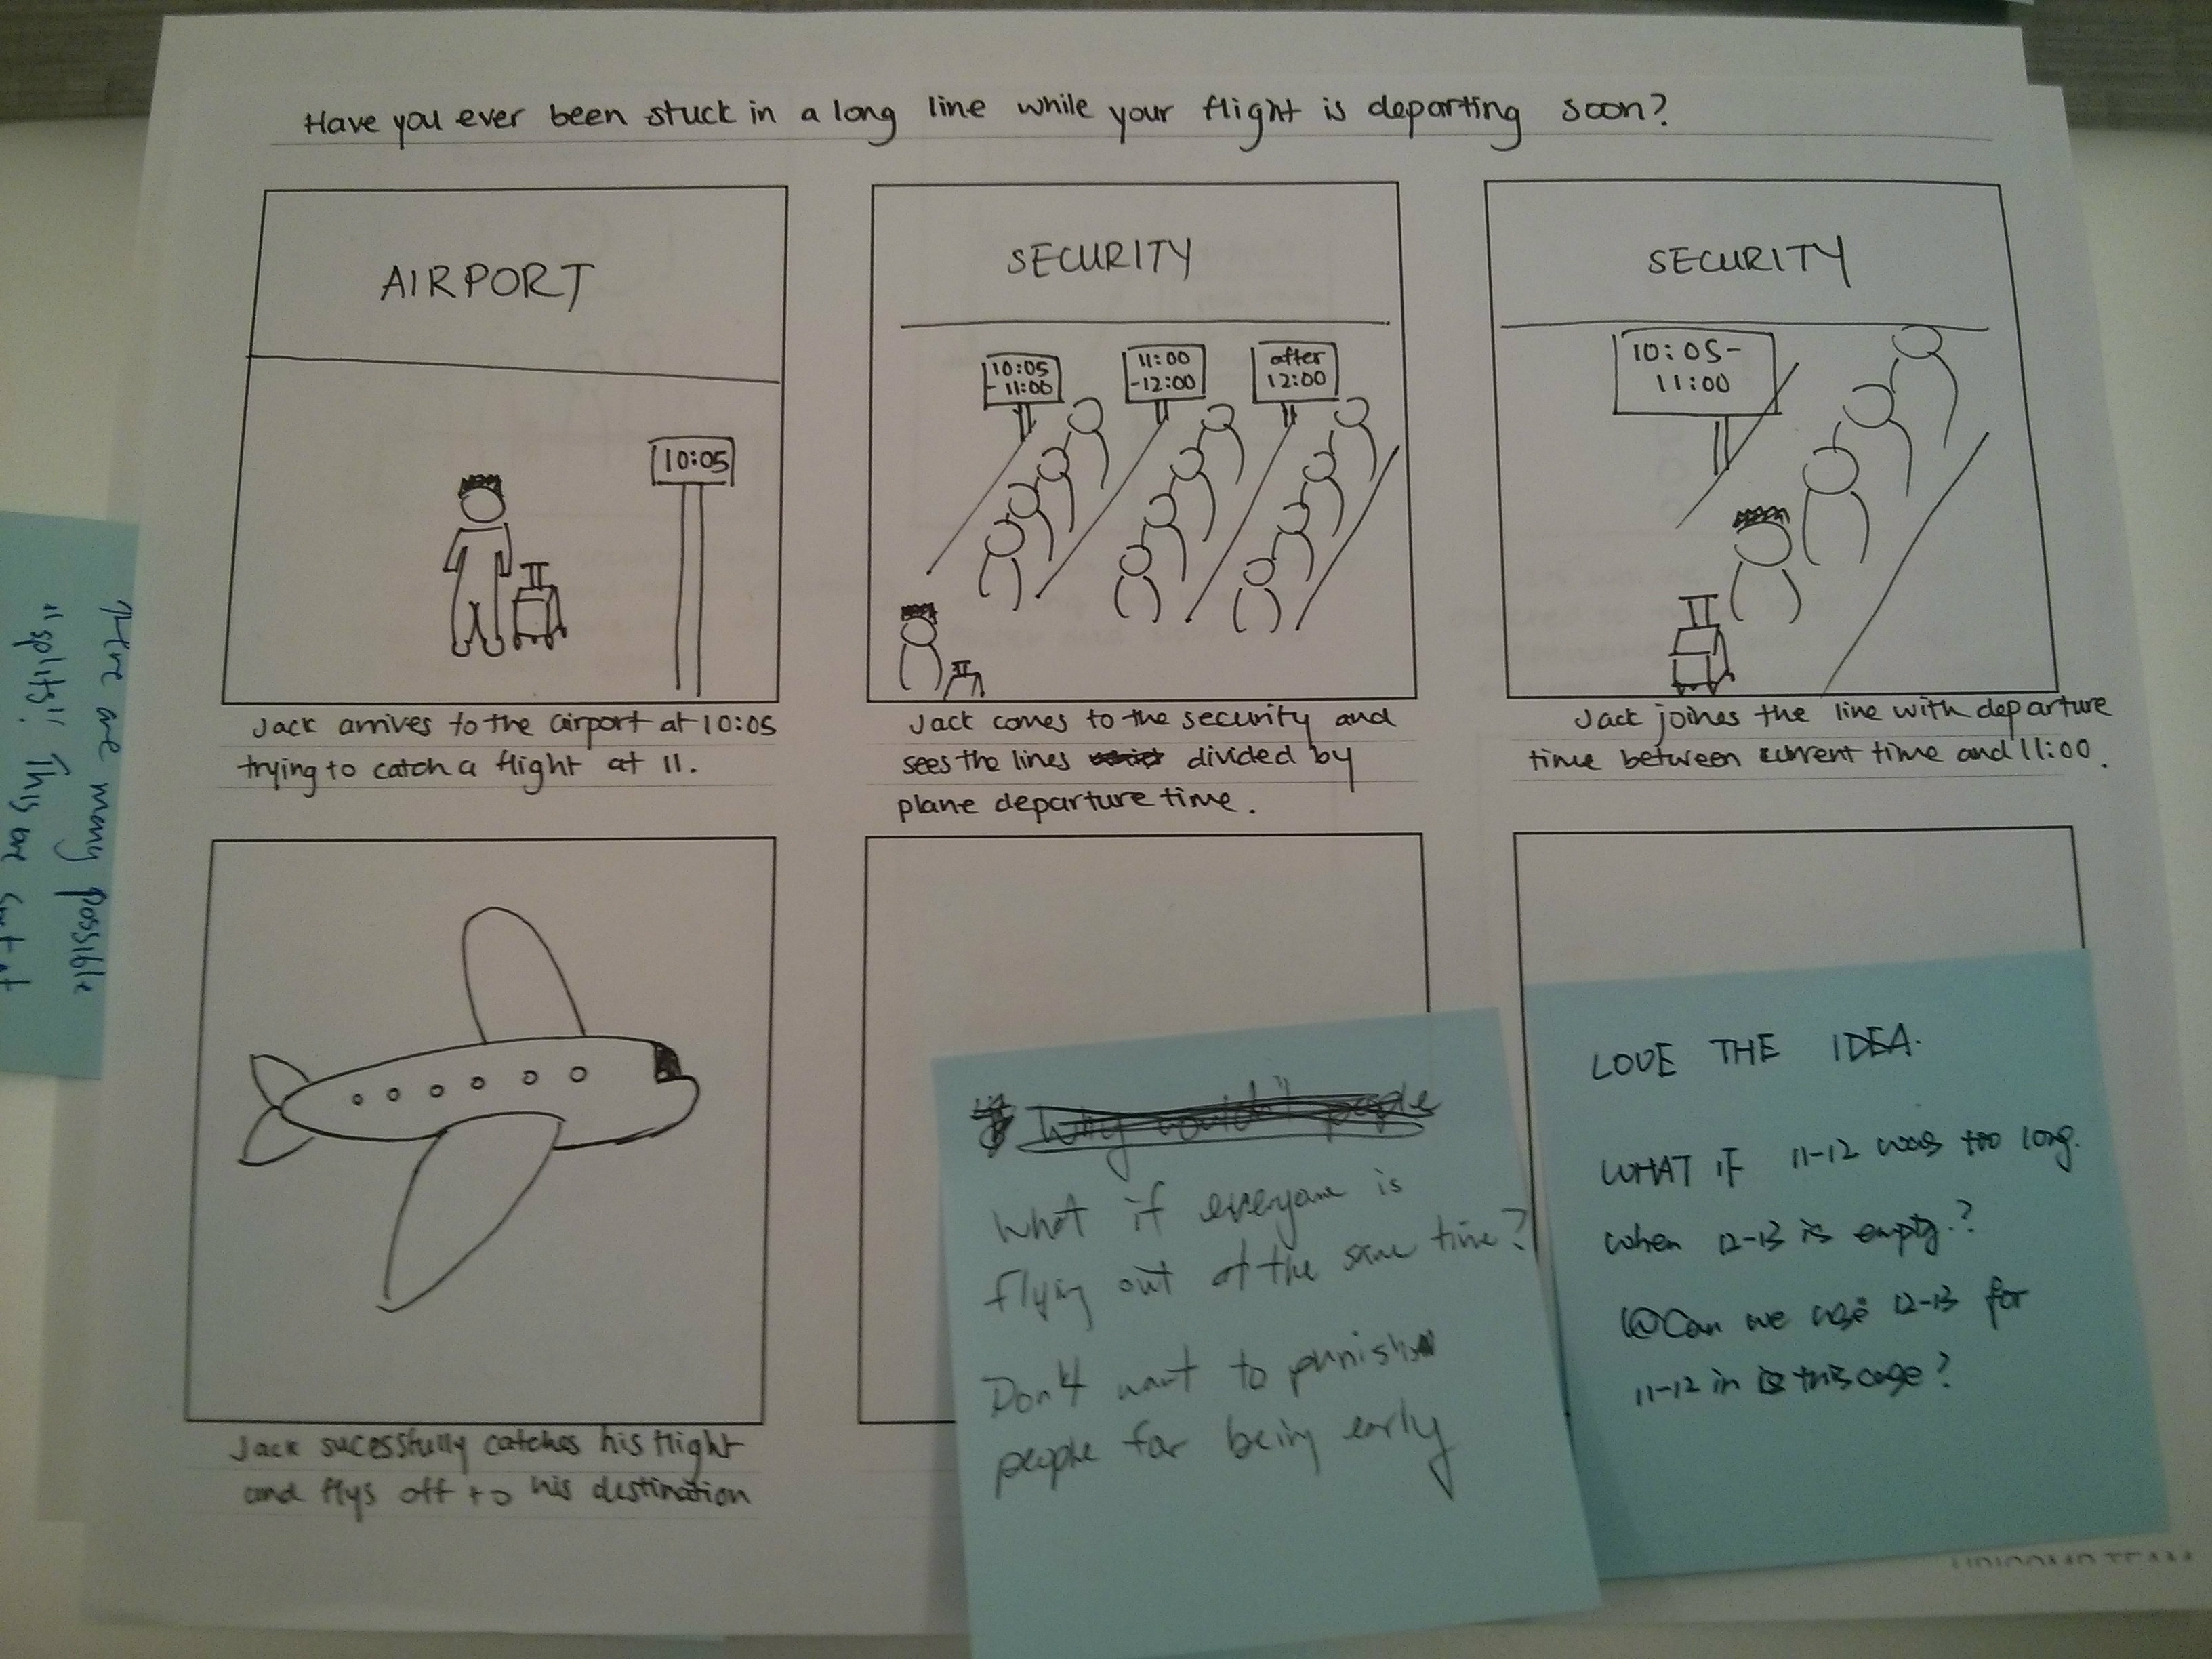 Have you ever been stuck in a long line while your flight is departing soon?
AIRPORT
10:05
Jack arrives to the airport at 10:05
trying to catch a flight at 11.
SECURITY
10:05
-11:00
11:00
-12:00
after
12:00
Jack comes to the security and
sees the lines divided by
plane departure time.
SECURITY
10:05-
11:00
Jack joines the line with departure
time between current time and 11:00.
Jack sucessfully catches his flight
and flys off to his destination
Why wouldn't people
What if everyone is
flying out at the same time?
Don't want to punish
people for being early
LOVE THE IDEA.
WHAT IF 11-12 was too long.
when 12-13 is empty.?
Can we use 12-13 for
11-12 in this case?
There are many possible
"splits". This are